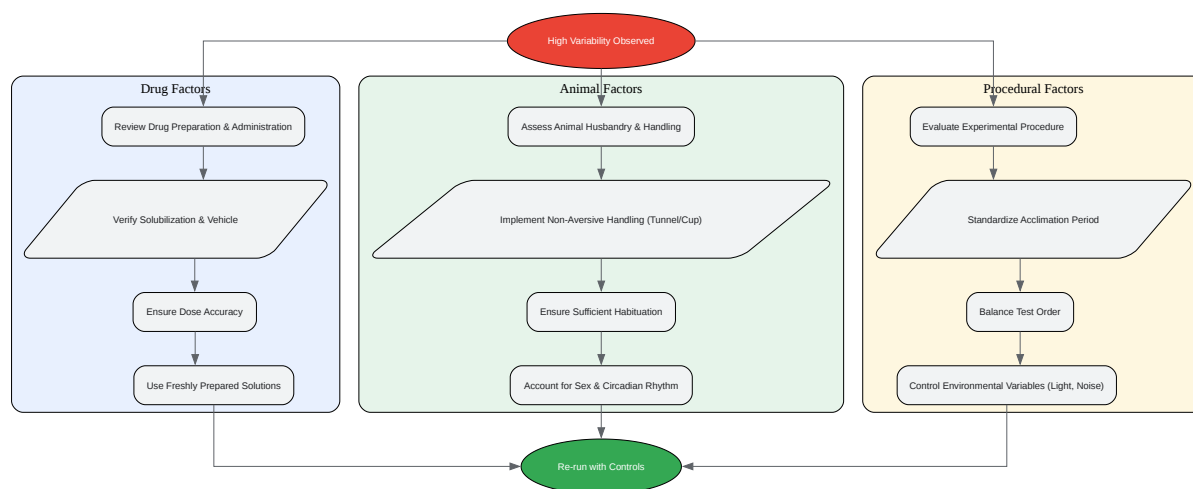 High Variability Observed
Drug Factors
Review Drug Preparation & Administration
Verify Solubilization & Vehicle
Ensure Dose Accuracy
Use Freshly Prepared Solutions
Animal Factors
Assess Animal Husbandry & Handling
Implement Non-Aversive Handling (Tunnel/Cup)
Ensure Sufficient Habituation
Account for Sex & Circadian Rhythm
Procedural Factors
Evaluate Experimental Procedure
Standardize Acclimation Period
Balance Test Order
Control Environmental Variables (Light, Noise)
Re-run with Controls